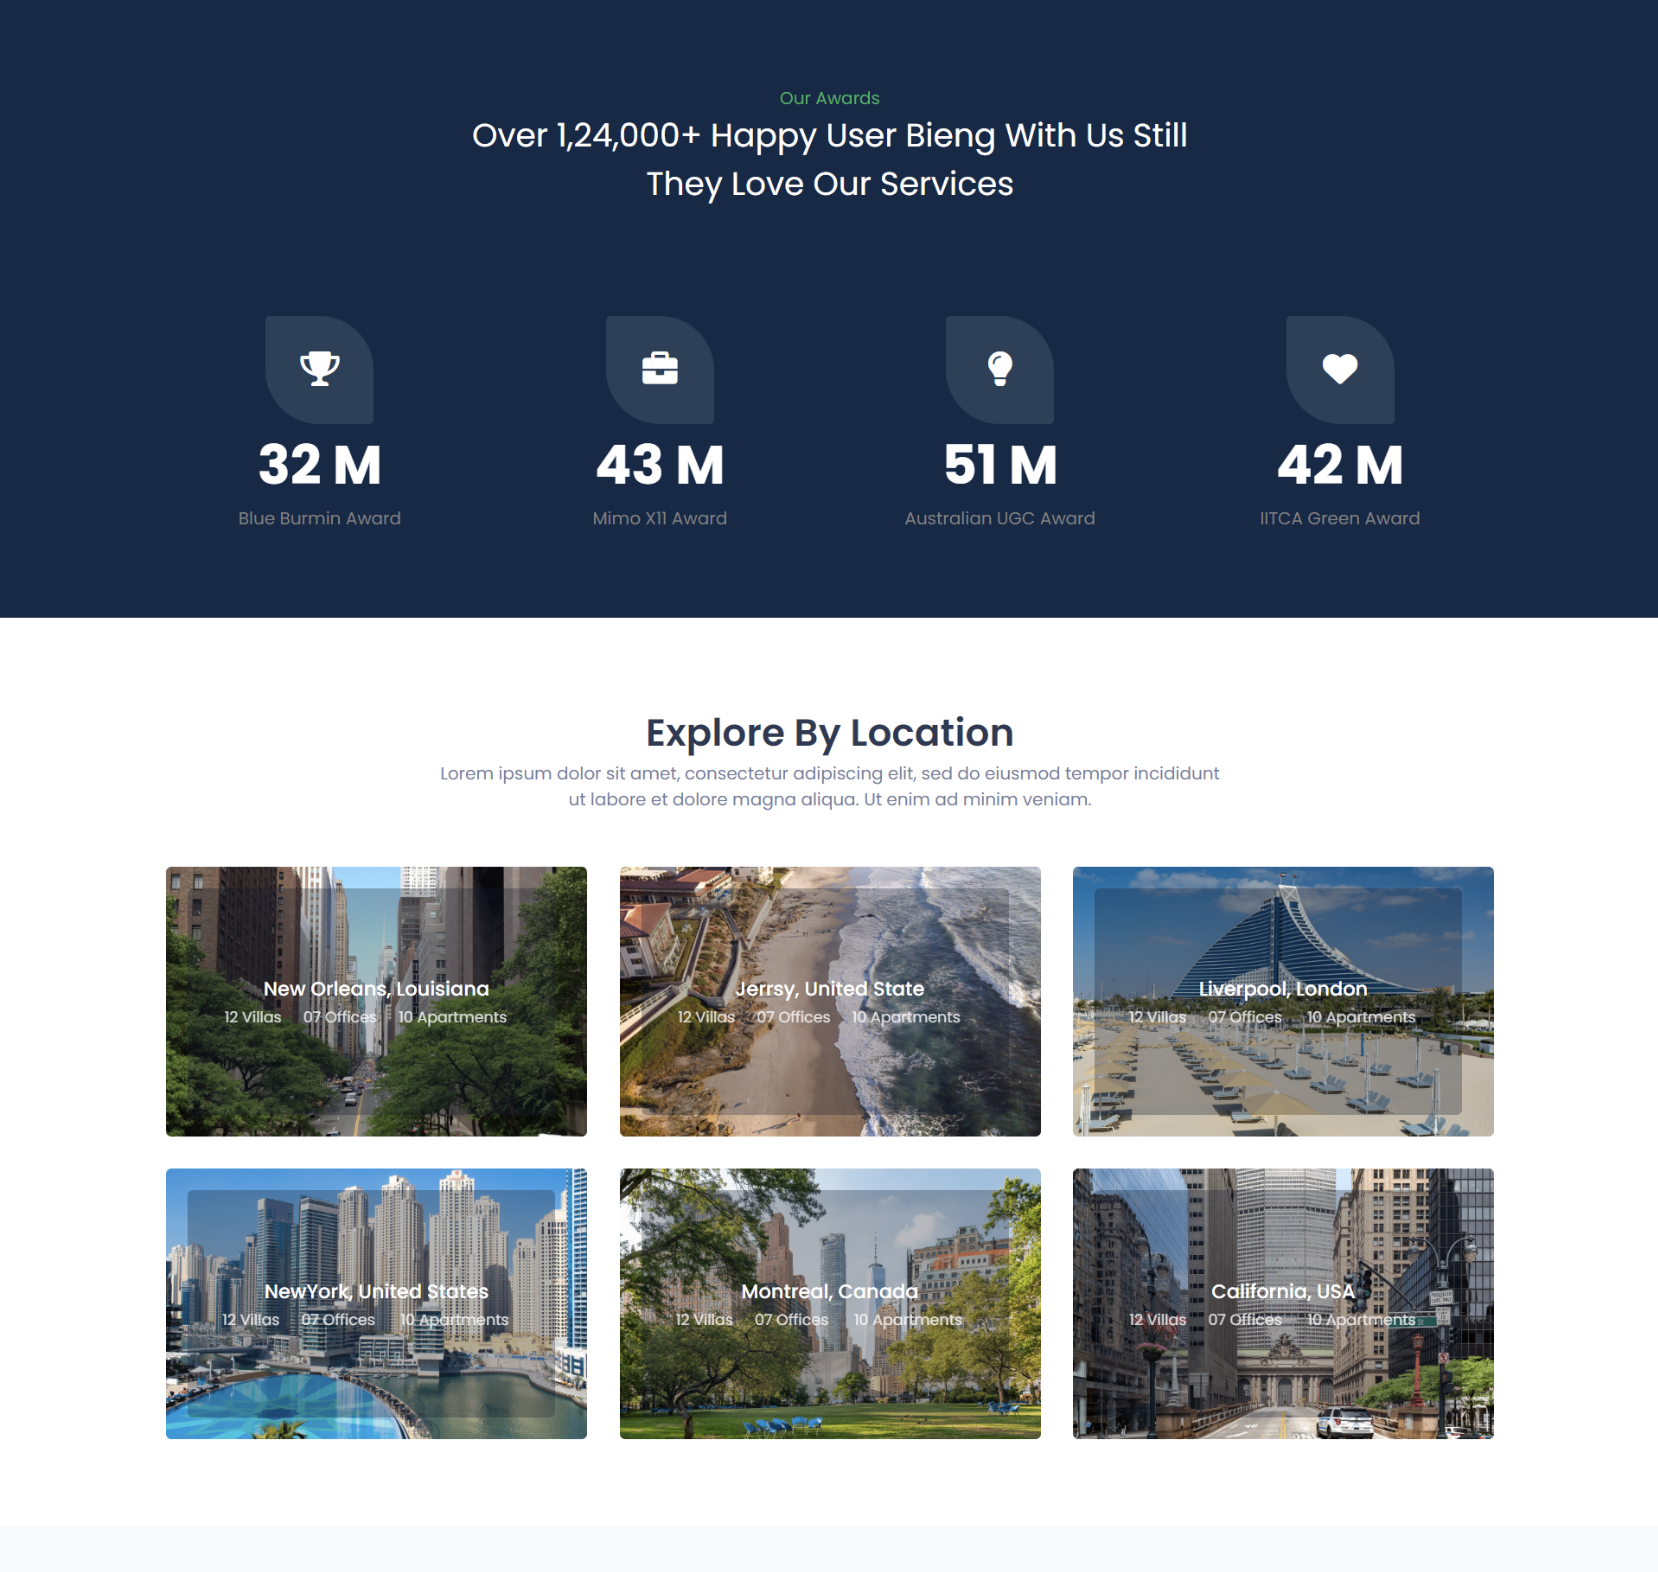 Our Awards
Over 1,24,000+ Happy User Bieng With Us Still
They Love Our Services
32 M
43 M
51 M
42 M
Blue Burmin Award
Mimo X11 Award
Australian UGC Award
IITCA Green Award
Explore By Location
Lorem ipsum dolor sit amet, consectetur adipiscing elit, sed do eiusmod tempor incididunt
ut labore et dolore magna aliqua. Ut enim ad minim veniam.
New Orleans, Louisiana
12 Villas 07 Offices 10 Apartments
Jerrsy, United State
12 Villas 07 Offices 10 Apartments
Liverpool, London
12 Villas 07 Offices 10 Apartments
NewYork, United States
12 Villas 07 Offices 10 Apartments
Montreal, Canada
12 Villas 07 Offices 10 Apartments
California, USA
12 Villas 07 Offices 10 Apartments